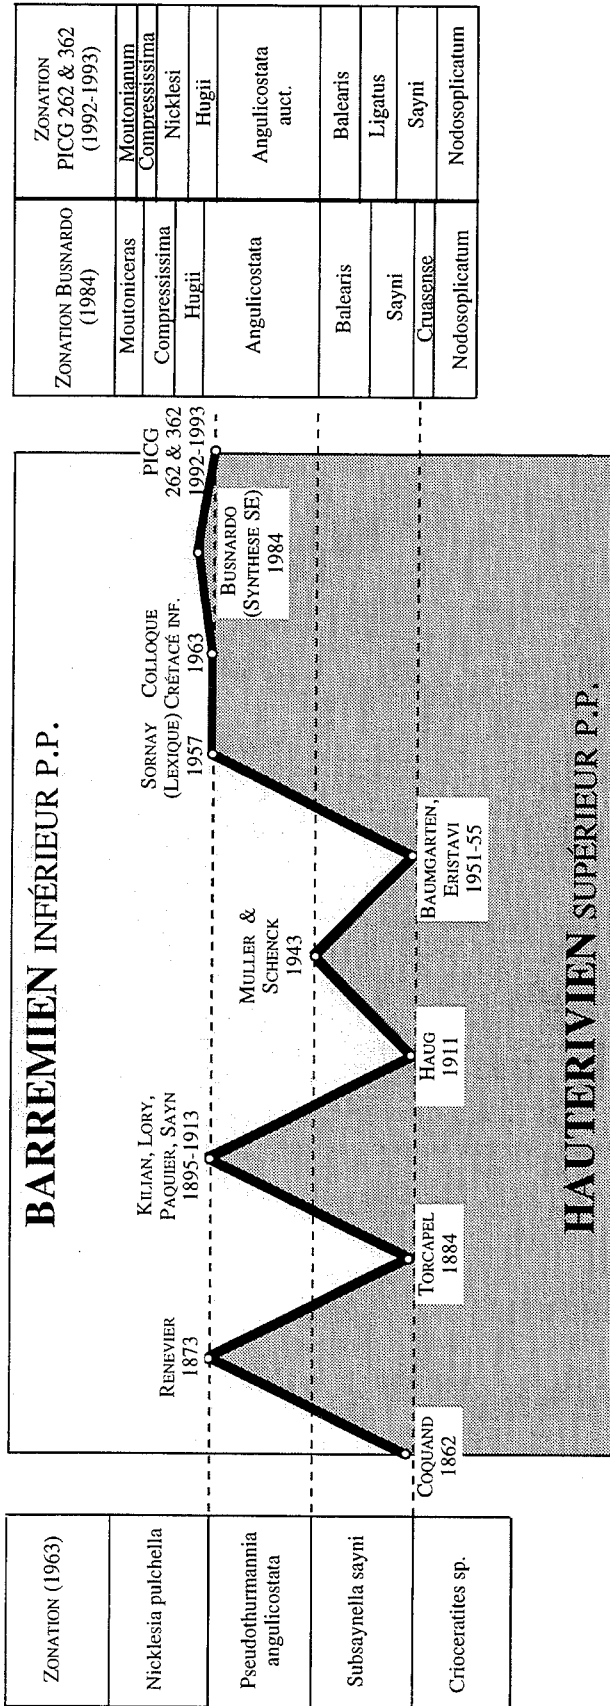 ZONATION (1963)
Nicklesia pulchella
Pseudothurmannia
angulicostata
Subsaynella sayni
Crioceratites sp.
BARREMIEN INFÉRIEUR P.P.
HAUTERIVIEN SUPÉRIEUR P.P.
COQUAND
1862
RENEVIER
1873
TORCAPEL
1884
KILIAN, LORY,
PAQUIER, SAYN
1895-1913
HAUG
1911
MULLER &
SCHENCK
1943
BAUMGARTEN,
ERISTAVI
1951-55
SORNAY
(LEXIQUE)
1957
COLLOQUE
CRÉTACÉ INF.
1963
BUSNARDO
(SYNTHESE SE)
1984
PICG
262 & 362
1992-1993
ZONATION BUSNARDO
(1984)
Moutoniceras
Compressissima
Hugii
Angulicostata
Balearis
Sayni
Cruasense
Nodosoplicatum
ZONATION
PICG 262 & 362
(1992-1993)
Moutonianum
Compressissima
Nicklesi
Hugii
Angulicostata
auct.
Balearis
Ligatus
Sayni
Nodosoplicatum